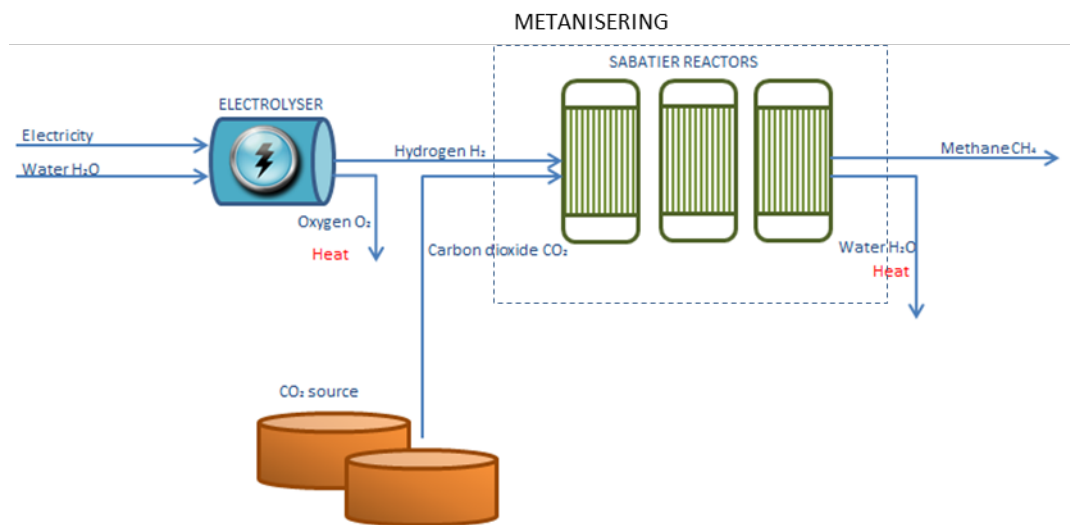 METANISERING
SABATIER REACTORS
ELECTROLYSER
Electricity
Water H₂O
Hydrogen H₂
Methane CH₄
Oxygen O₂
Heat
Carbon dioxide CO₂
Water H₂O
Heat
CO₂ source